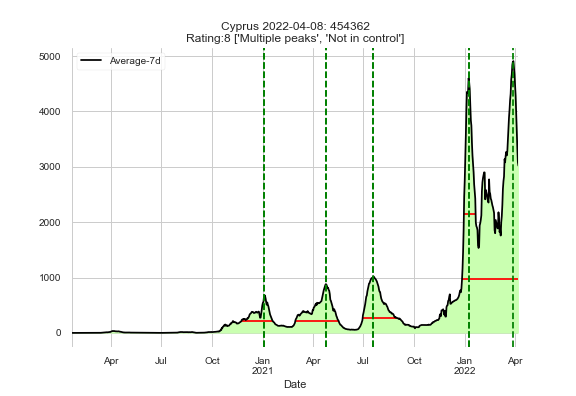 Cyprus 2022-04-08: 454362
Rating:8 ['Multiple peaks', 'Not in control']
Average-7d
5000
4000
3000
2000
1000
0
Apr Jul Oct Jan Apr Jul Oct Jan Apr
2021 2022
Date